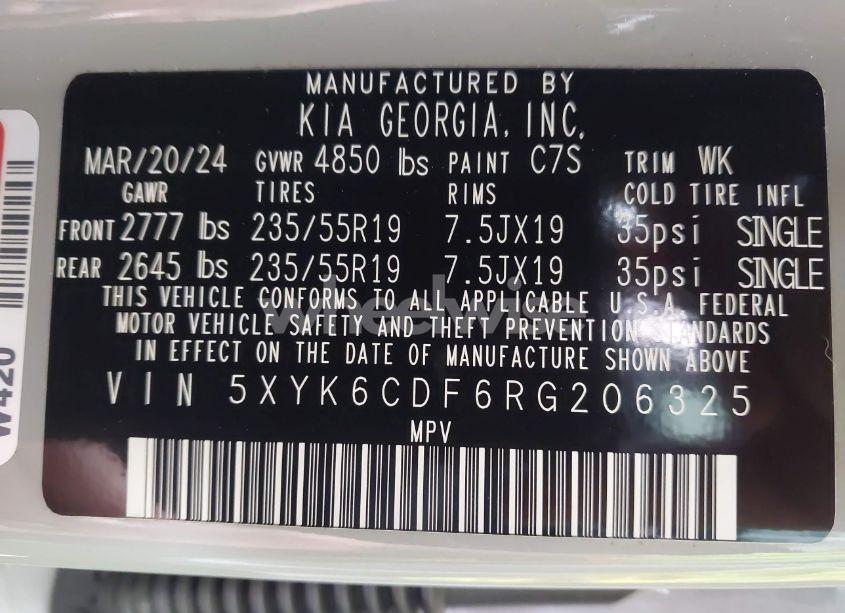 MANUFACTURED BY
KIA GEORGIA, INC.
MAR/20/24 GVWR 4850 lbs PAINT C7S TRIM WK
GAWR TIRES RIMS COLD TIRE INFL
FRONT 2777 lbs 235/55R19 7.5JX19 35psi SINGLE
REAR 2645 lbs 235/55R19 7.5JX19 35psi SINGLE
THIS VEHICLE CONFORMS TO ALL APPLICABLE U.S.A. FEDERAL
MOTOR VEHICLE SAFETY AND THEFT PREVENTION STANDARDS
IN EFFECT ON THE DATE OF MANUFACTURE SHOWN ABOVE
VIN 5XYK6CDF6RG206325
MPV
W420